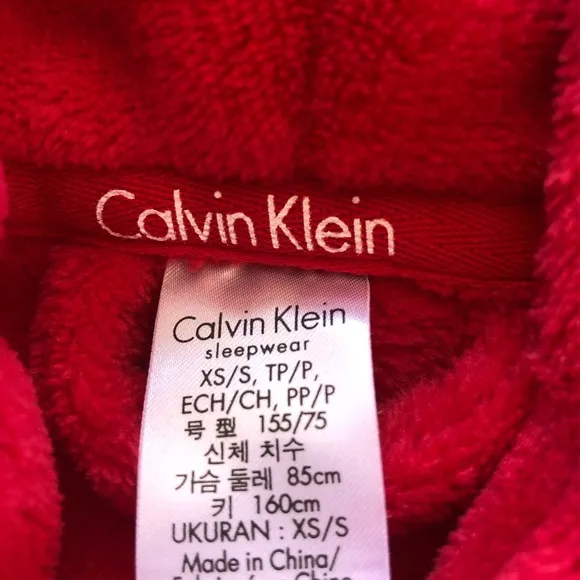 Calvin Klein
Calvin Klein
sleepwear
XS/S, TP/P,
ECH/CH, PP/P
号 型 155/75
신체 치수
가슴 둘레 85cm
키 160cm
UKURAN : XS/S
Made in China/